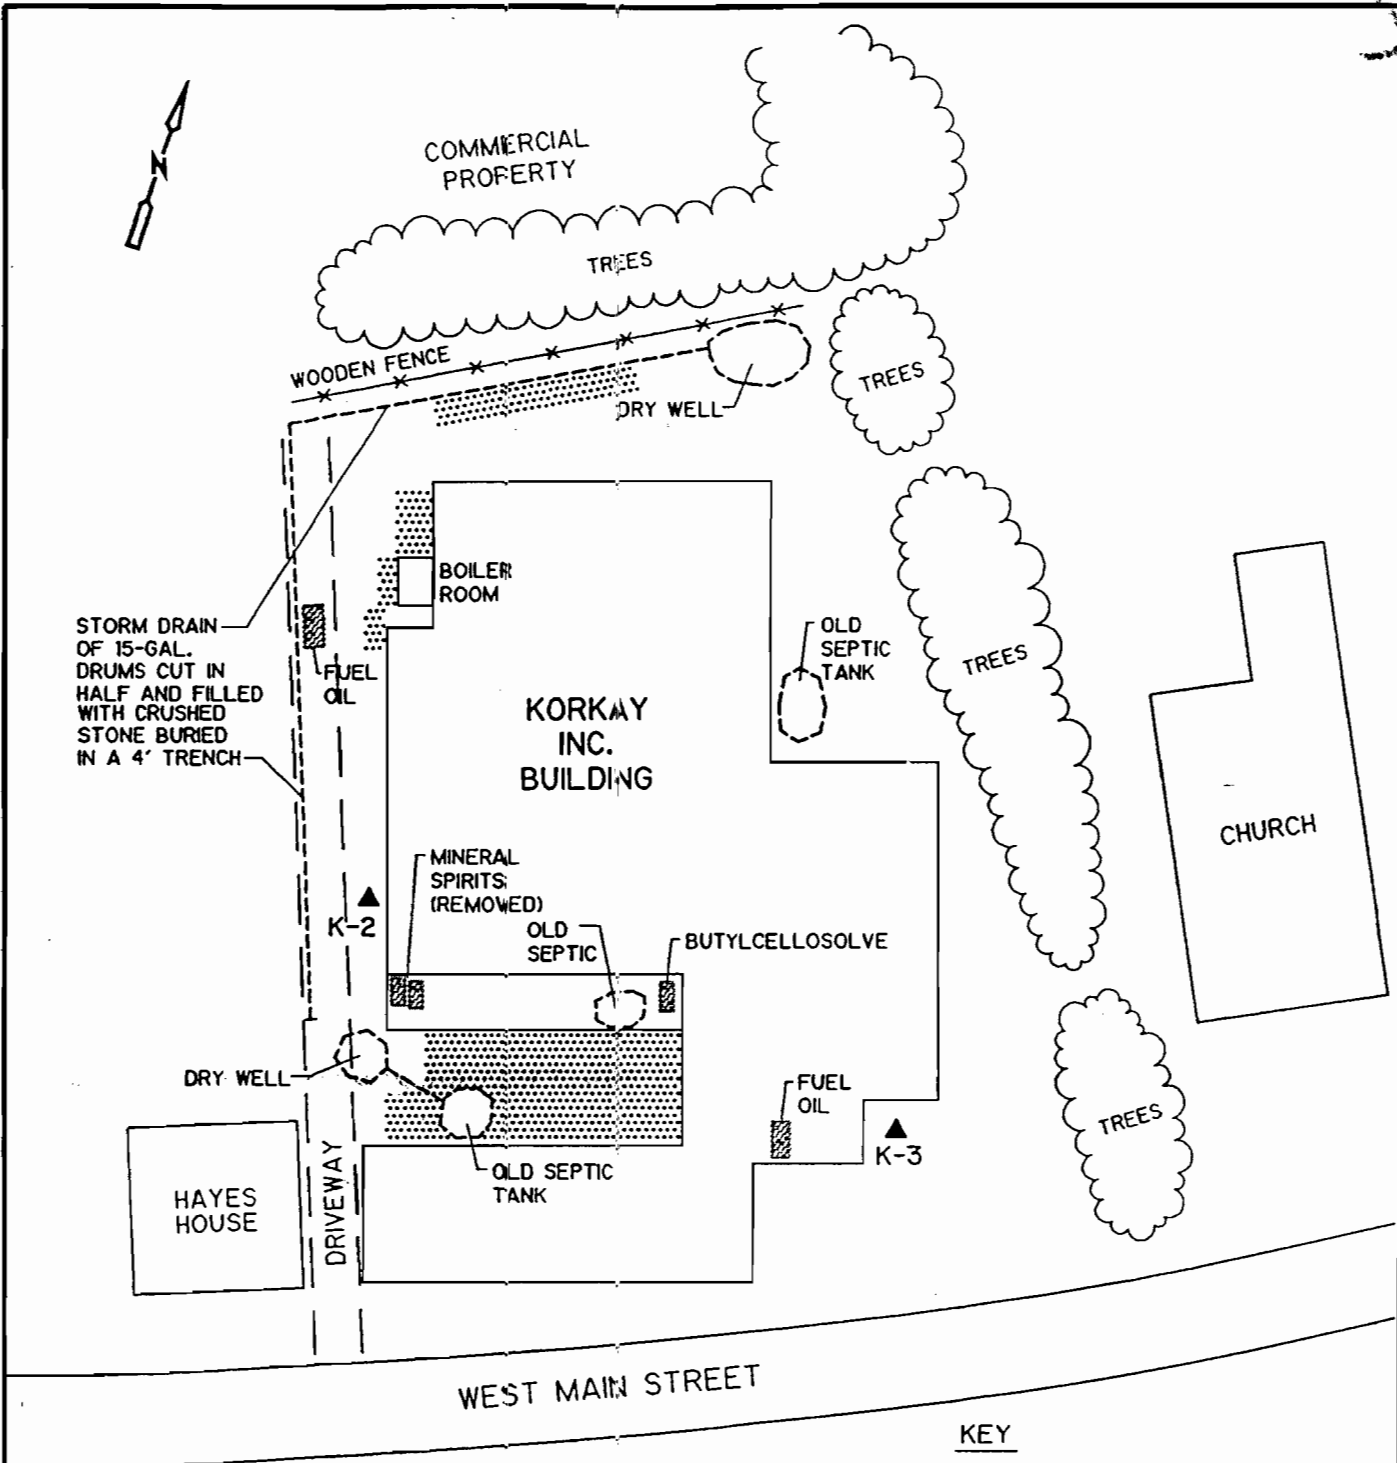 N
COMMERCIAL
PROPERTY
TREES
WOODEN FENCE
TREES
DRY WELL
BOILER
ROOM
STORM DRAIN
OF 15-GAL.
DRUMS CUT IN
HALF AND FILLED
WITH CRUSHED
STONE BURIED
IN A 4' TRENCH
FUEL
OIL
OLD
SEPTIC
TANK
TREES
KORKAY
INC.
BUILDING
CHURCH
MINERAL
SPIRITS
(REMOVED)
K-2
OLD
SEPTIC
BUTYLCELLOSOLVE
DRY WELL
FUEL
OIL
K-3
TREES
OLD SEPTIC
TANK
HAYES
HOUSE
DRIVEWAY
WEST MAIN STREET
KEY